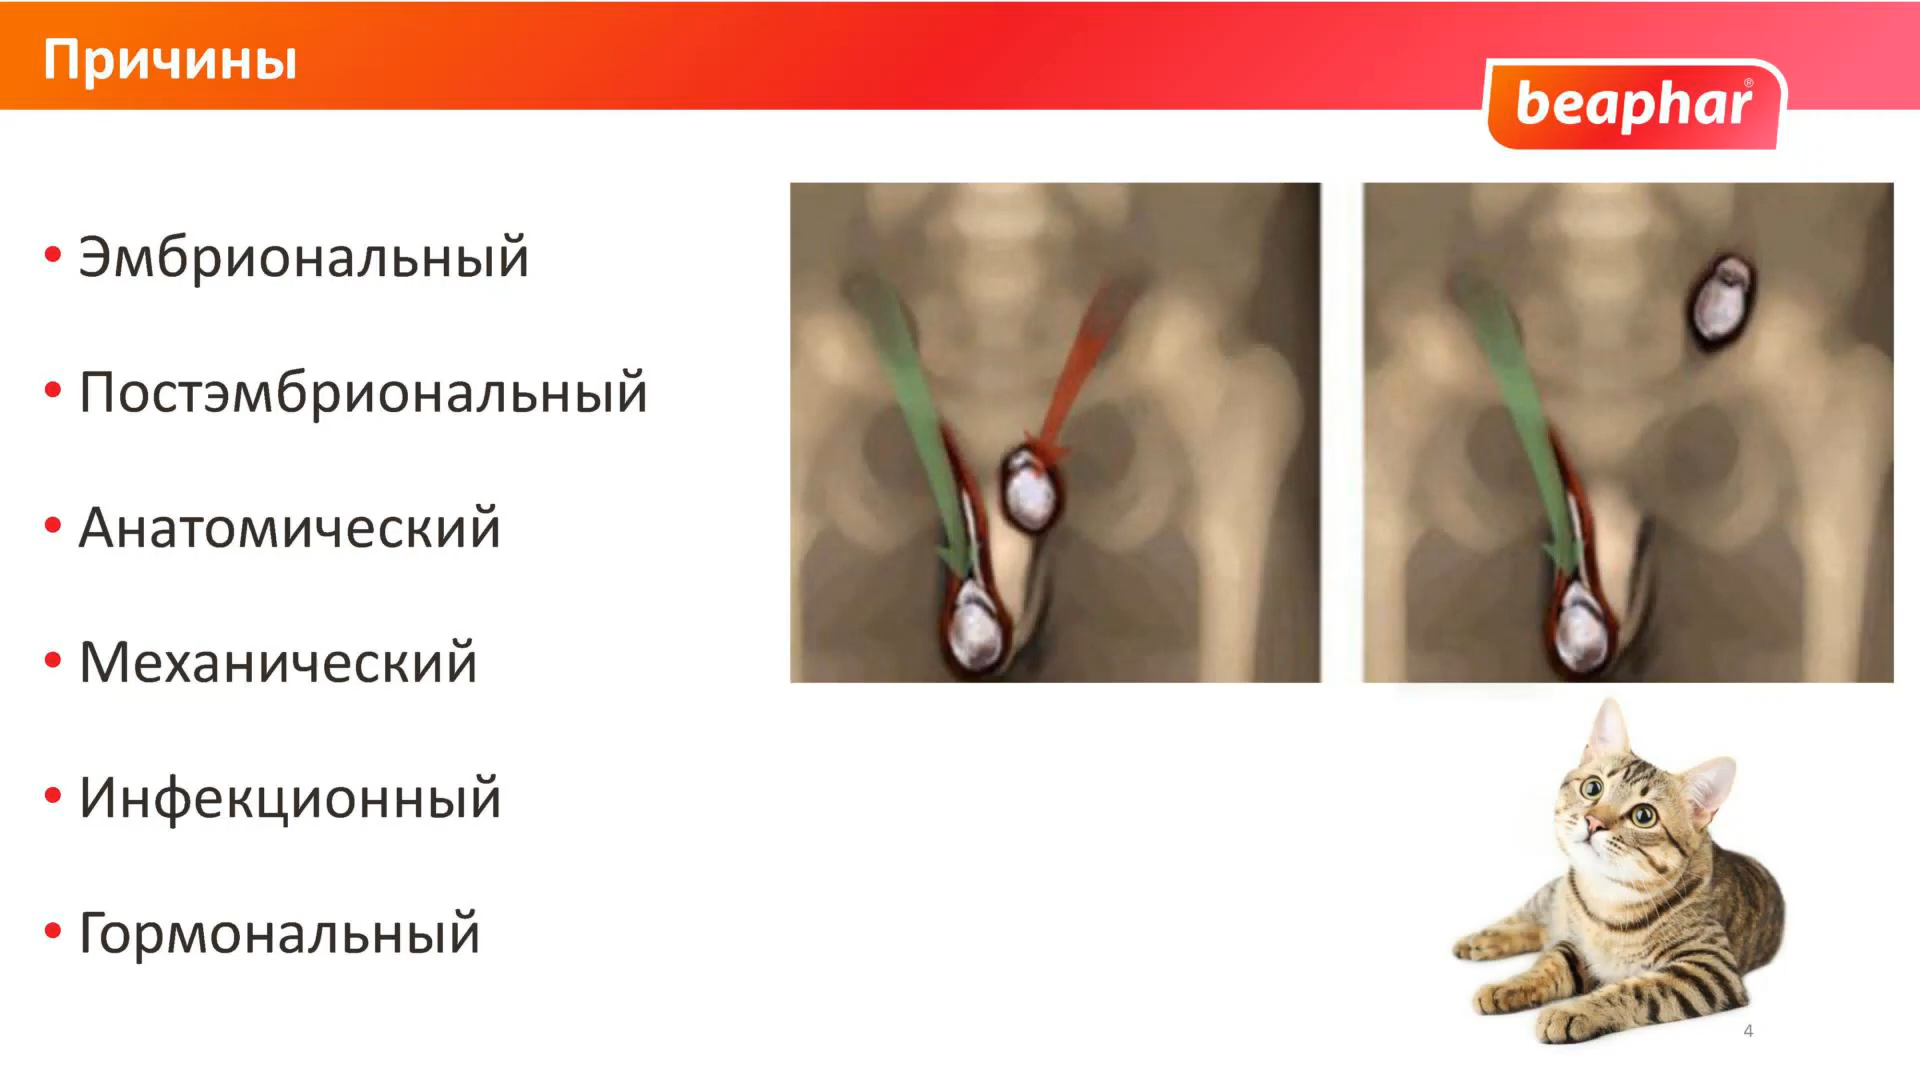 Причины
beaphar®
• Эмбриональный
• Постэмбриональный
• Анатомический
• Механический
• Инфекционный
• Гормональный
4